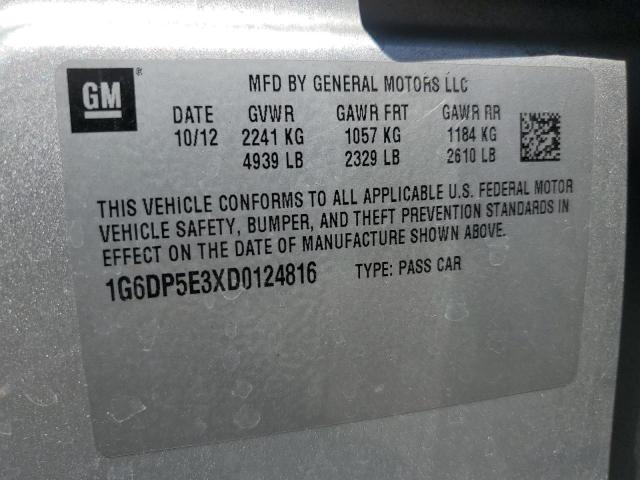 GM ®
MFD BY GENERAL MOTORS LLC
DATE GVWR GAWR FRT GAWR RR
10/12 2241 KG 1057 KG 1184 KG
4939 LB 2329 LB 2610 LB
THIS VEHICLE CONFORMS TO ALL APPLICABLE U.S. FEDERAL MOTOR
VEHICLE SAFETY, BUMPER, AND THEFT PREVENTION STANDARDS IN
EFFECT ON THE DATE OF MANUFACTURE SHOWN ABOVE.
1G6DP5E3XD0124816 TYPE: PASS CAR